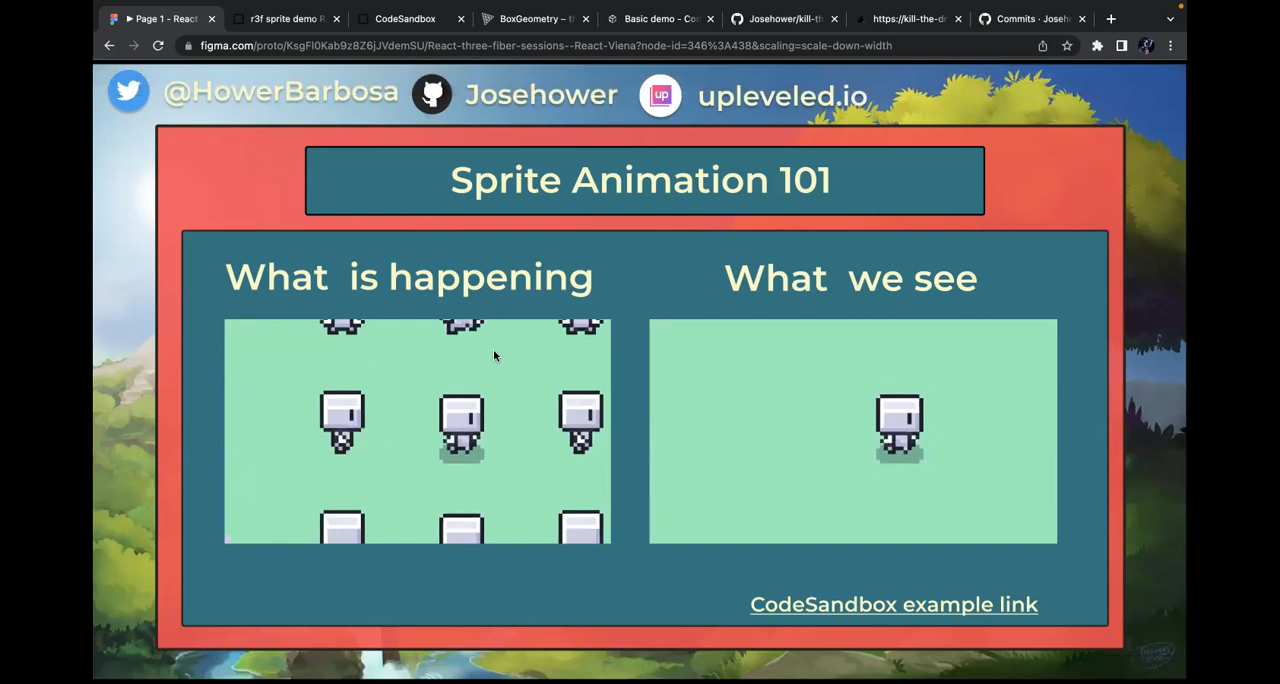 Page 1 - React
r3f sprite demo R
CodeSandbox
BoxGeometry – t
Basic demo - Co
Josehower/kill-th
https://kill-the-dr
Commits · Joseh
figma.com/proto/KsgFl0Kab9z8Z6jJVdemSU/React-three-fiber-sessions--React-Viena?node-id=346%3A438&scaling=scale-down-width
@HowerBarbosa
Josehower
up
upleveled.io
Sprite Animation 101
What is happening
What we see
CodeSandbox example link